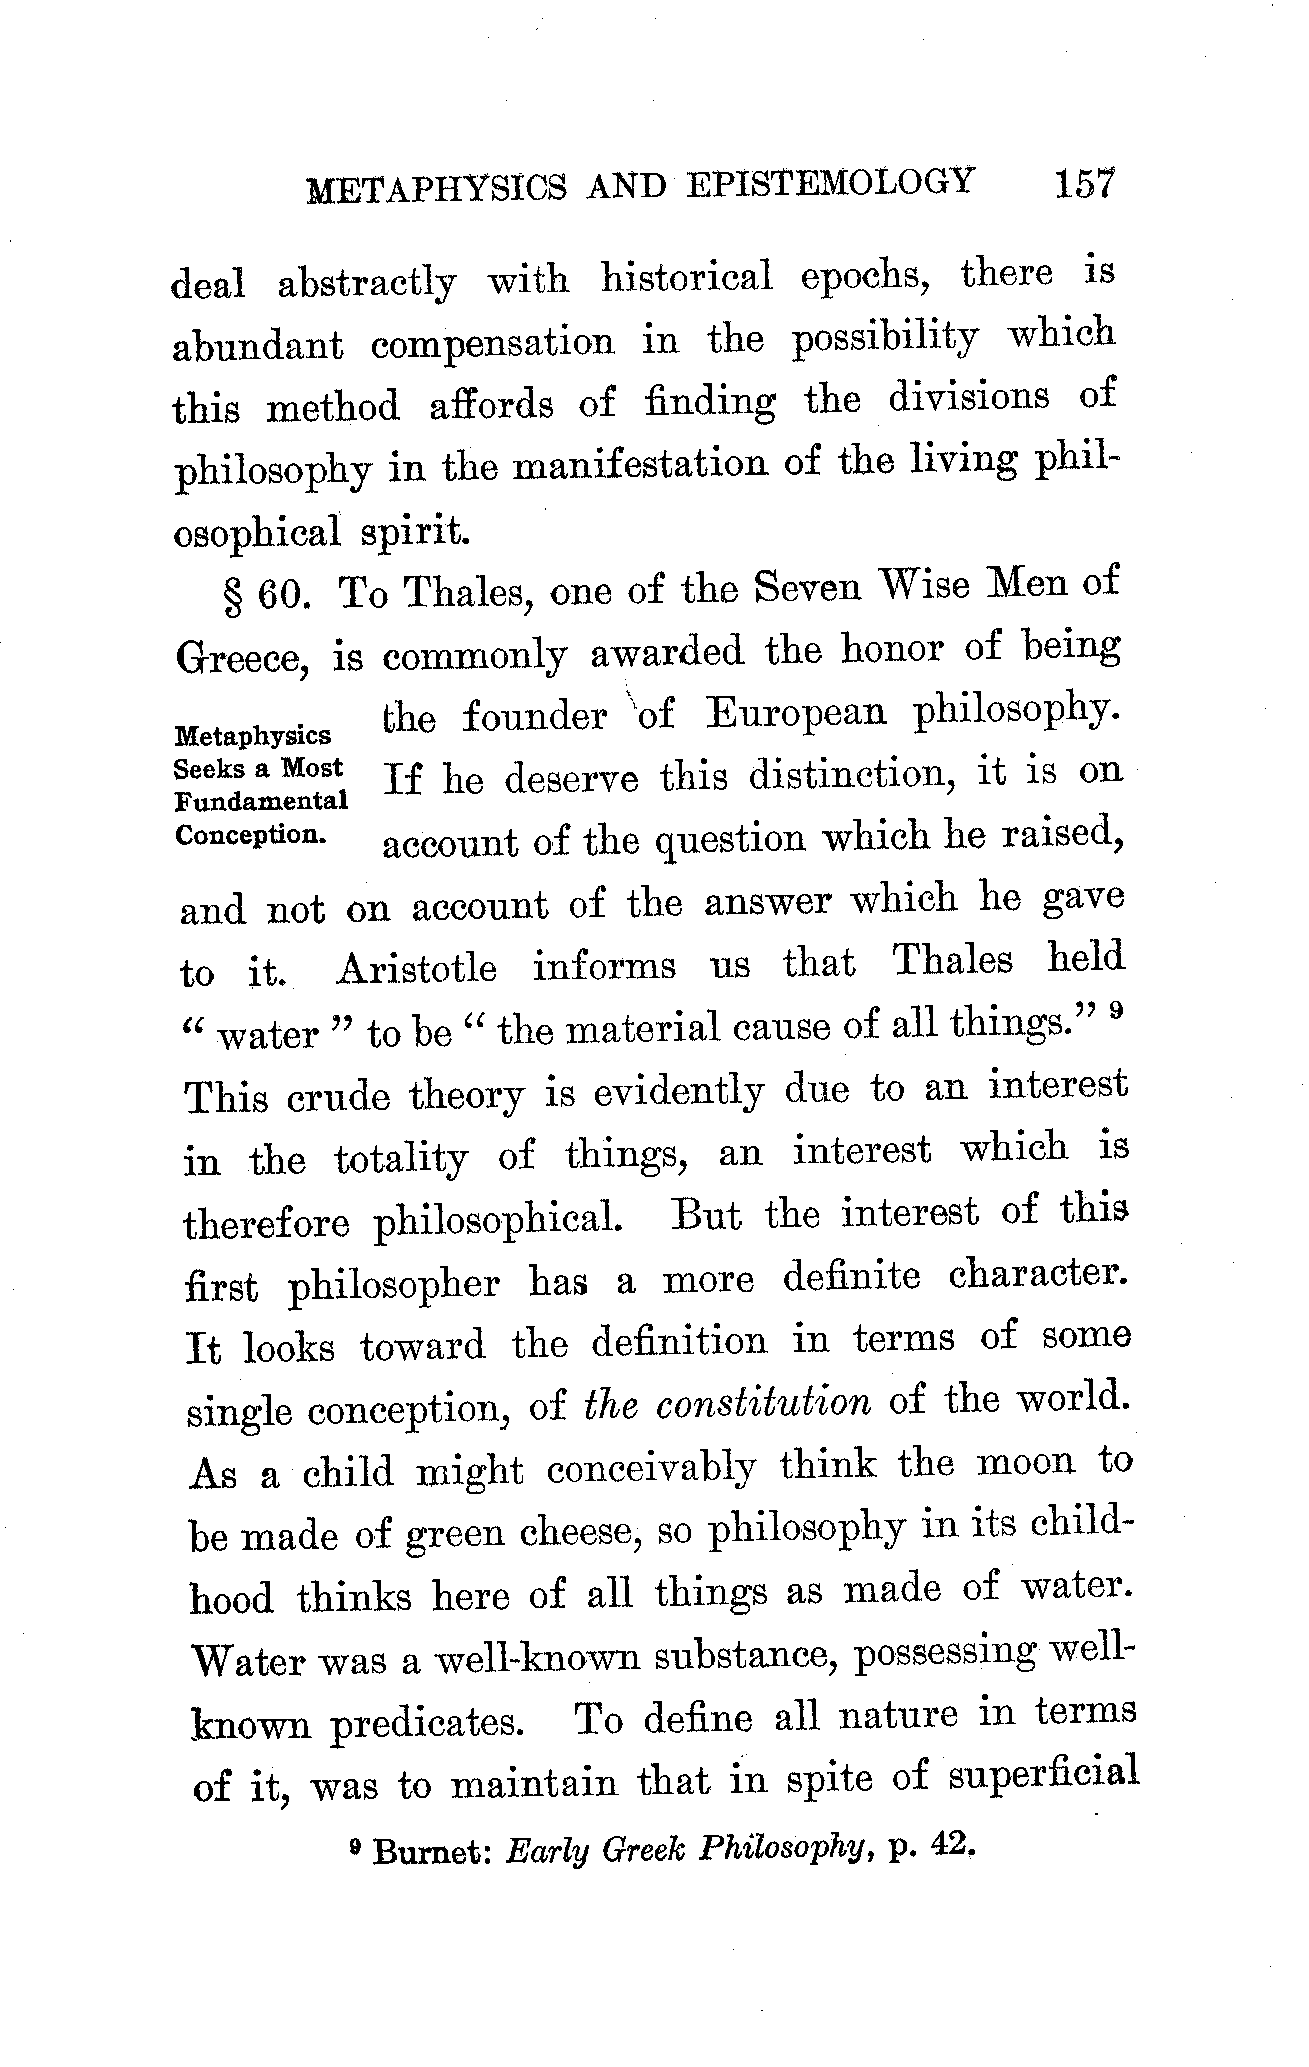 METAPHYSICS AND EPISTEMOLOGY 157
deal abstractly with historical epochs, there is
abundant compensation in the possibility which
this method affords of finding the divisions of
philosophy in the manifestation of the living phil-
osophical spirit.
§ 60. To Thales, one of the Seven Wise Men of
Greece, is commonly awarded the honor of being
Metaphysics
Seeks a Most
Fundamental
Conception.
the founder of European philosophy.
If he deserve this distinction, it is on
account of the question which he raised,
and not on account of the answer which he gave
to it. Aristotle informs us that Thales held
“ water ” to be “ the material cause of all things.” 9
This crude theory is evidently due to an interest
in the totality of things, an interest which is
therefore philosophical. But the interest of this
first philosopher has a more definite character.
It looks toward the definition in terms of some
single conception, of the constitution of the world.
As a child might conceivably think the moon to
be made of green cheese, so philosophy in its child-
hood thinks here of all things as made of water.
Water was a well-known substance, possessing well-
known predicates. To define all nature in terms
of it, was to maintain that in spite of superficial
9 Burnet: Early Greek Philosophy, p. 42.